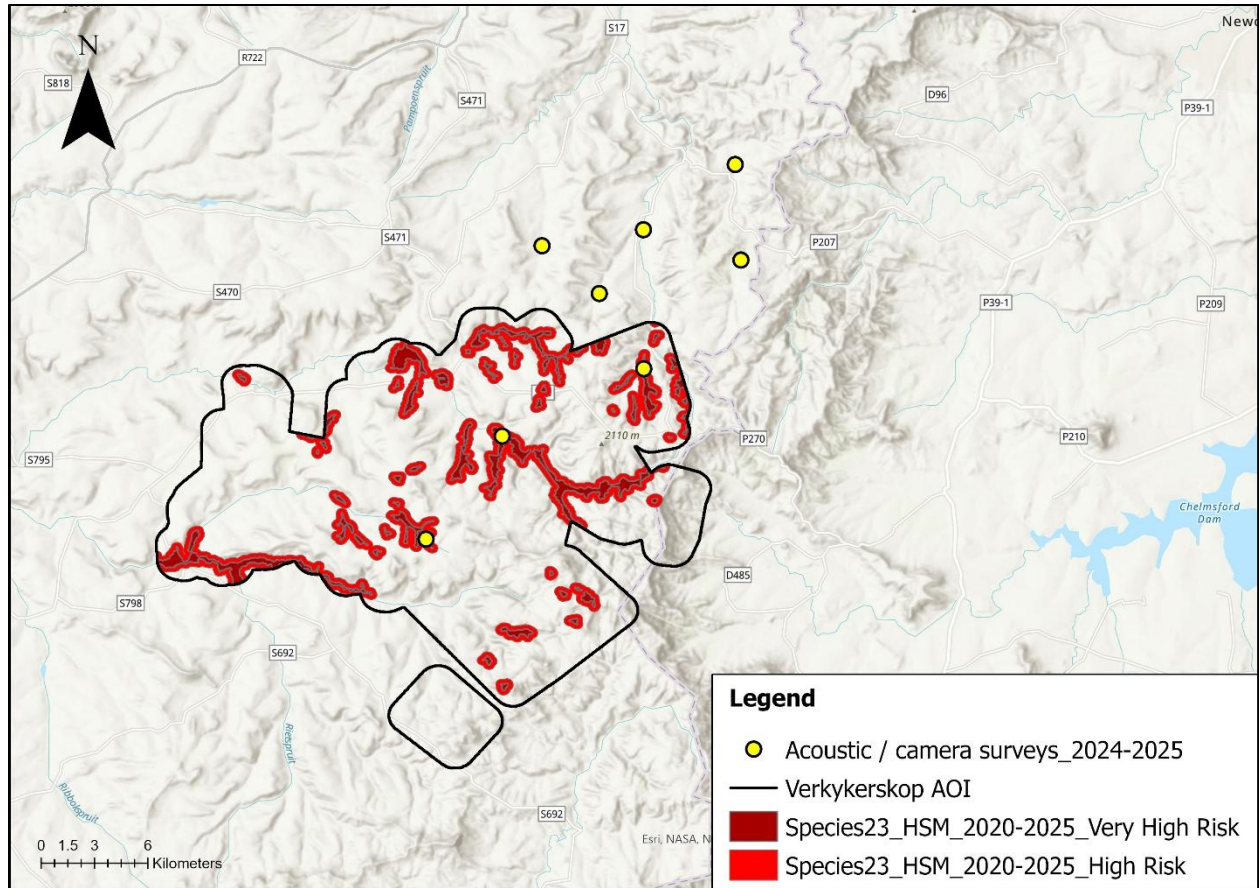 S17
Newc
N
R722
S818
S471
Pampoenspruit
D96
P39-1
S471
P207
S470
P39-1
P209
2110 m
P270
P210
S795
Chelmsford
Dam
D485
S798
S692
Rietspruit
Ribbolspruit
S692
Esri, NASA, N
0 1.5 3 6
Kilometers
Legend
Acoustic / camera surveys_2024-2025
Verkykerskop AOI
Species23_HSM_2020-2025_Very High Risk
Species23_HSM_2020-2025_High Risk